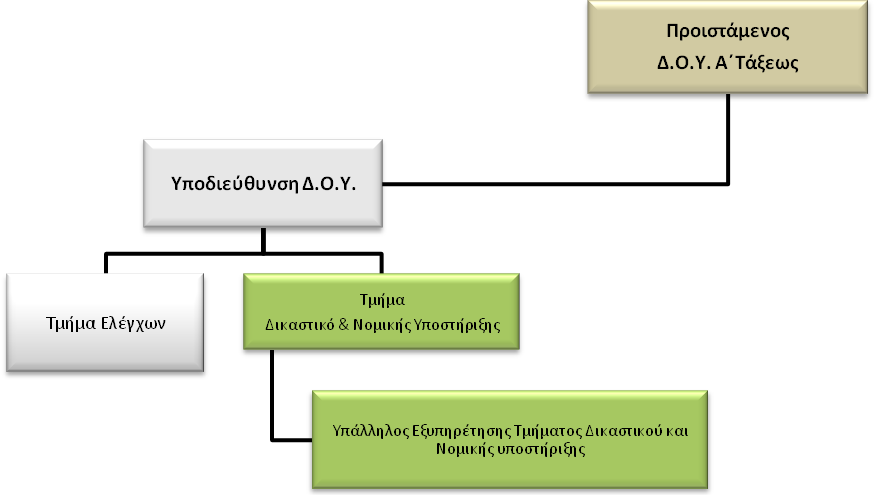 Προιστάμενος
Δ.Ο.Υ. Α΄Τάξεως
Υποδιεύθυνση Δ.Ο.Υ.
Τμήμα Ελέγχων
Τμήμα
Δικαστικό & Νομικής Υποστήριξης
Υπάλληλος Εξυπηρέτησης Τμήματος Δικαστικού και
Νομικής υποστήριξης